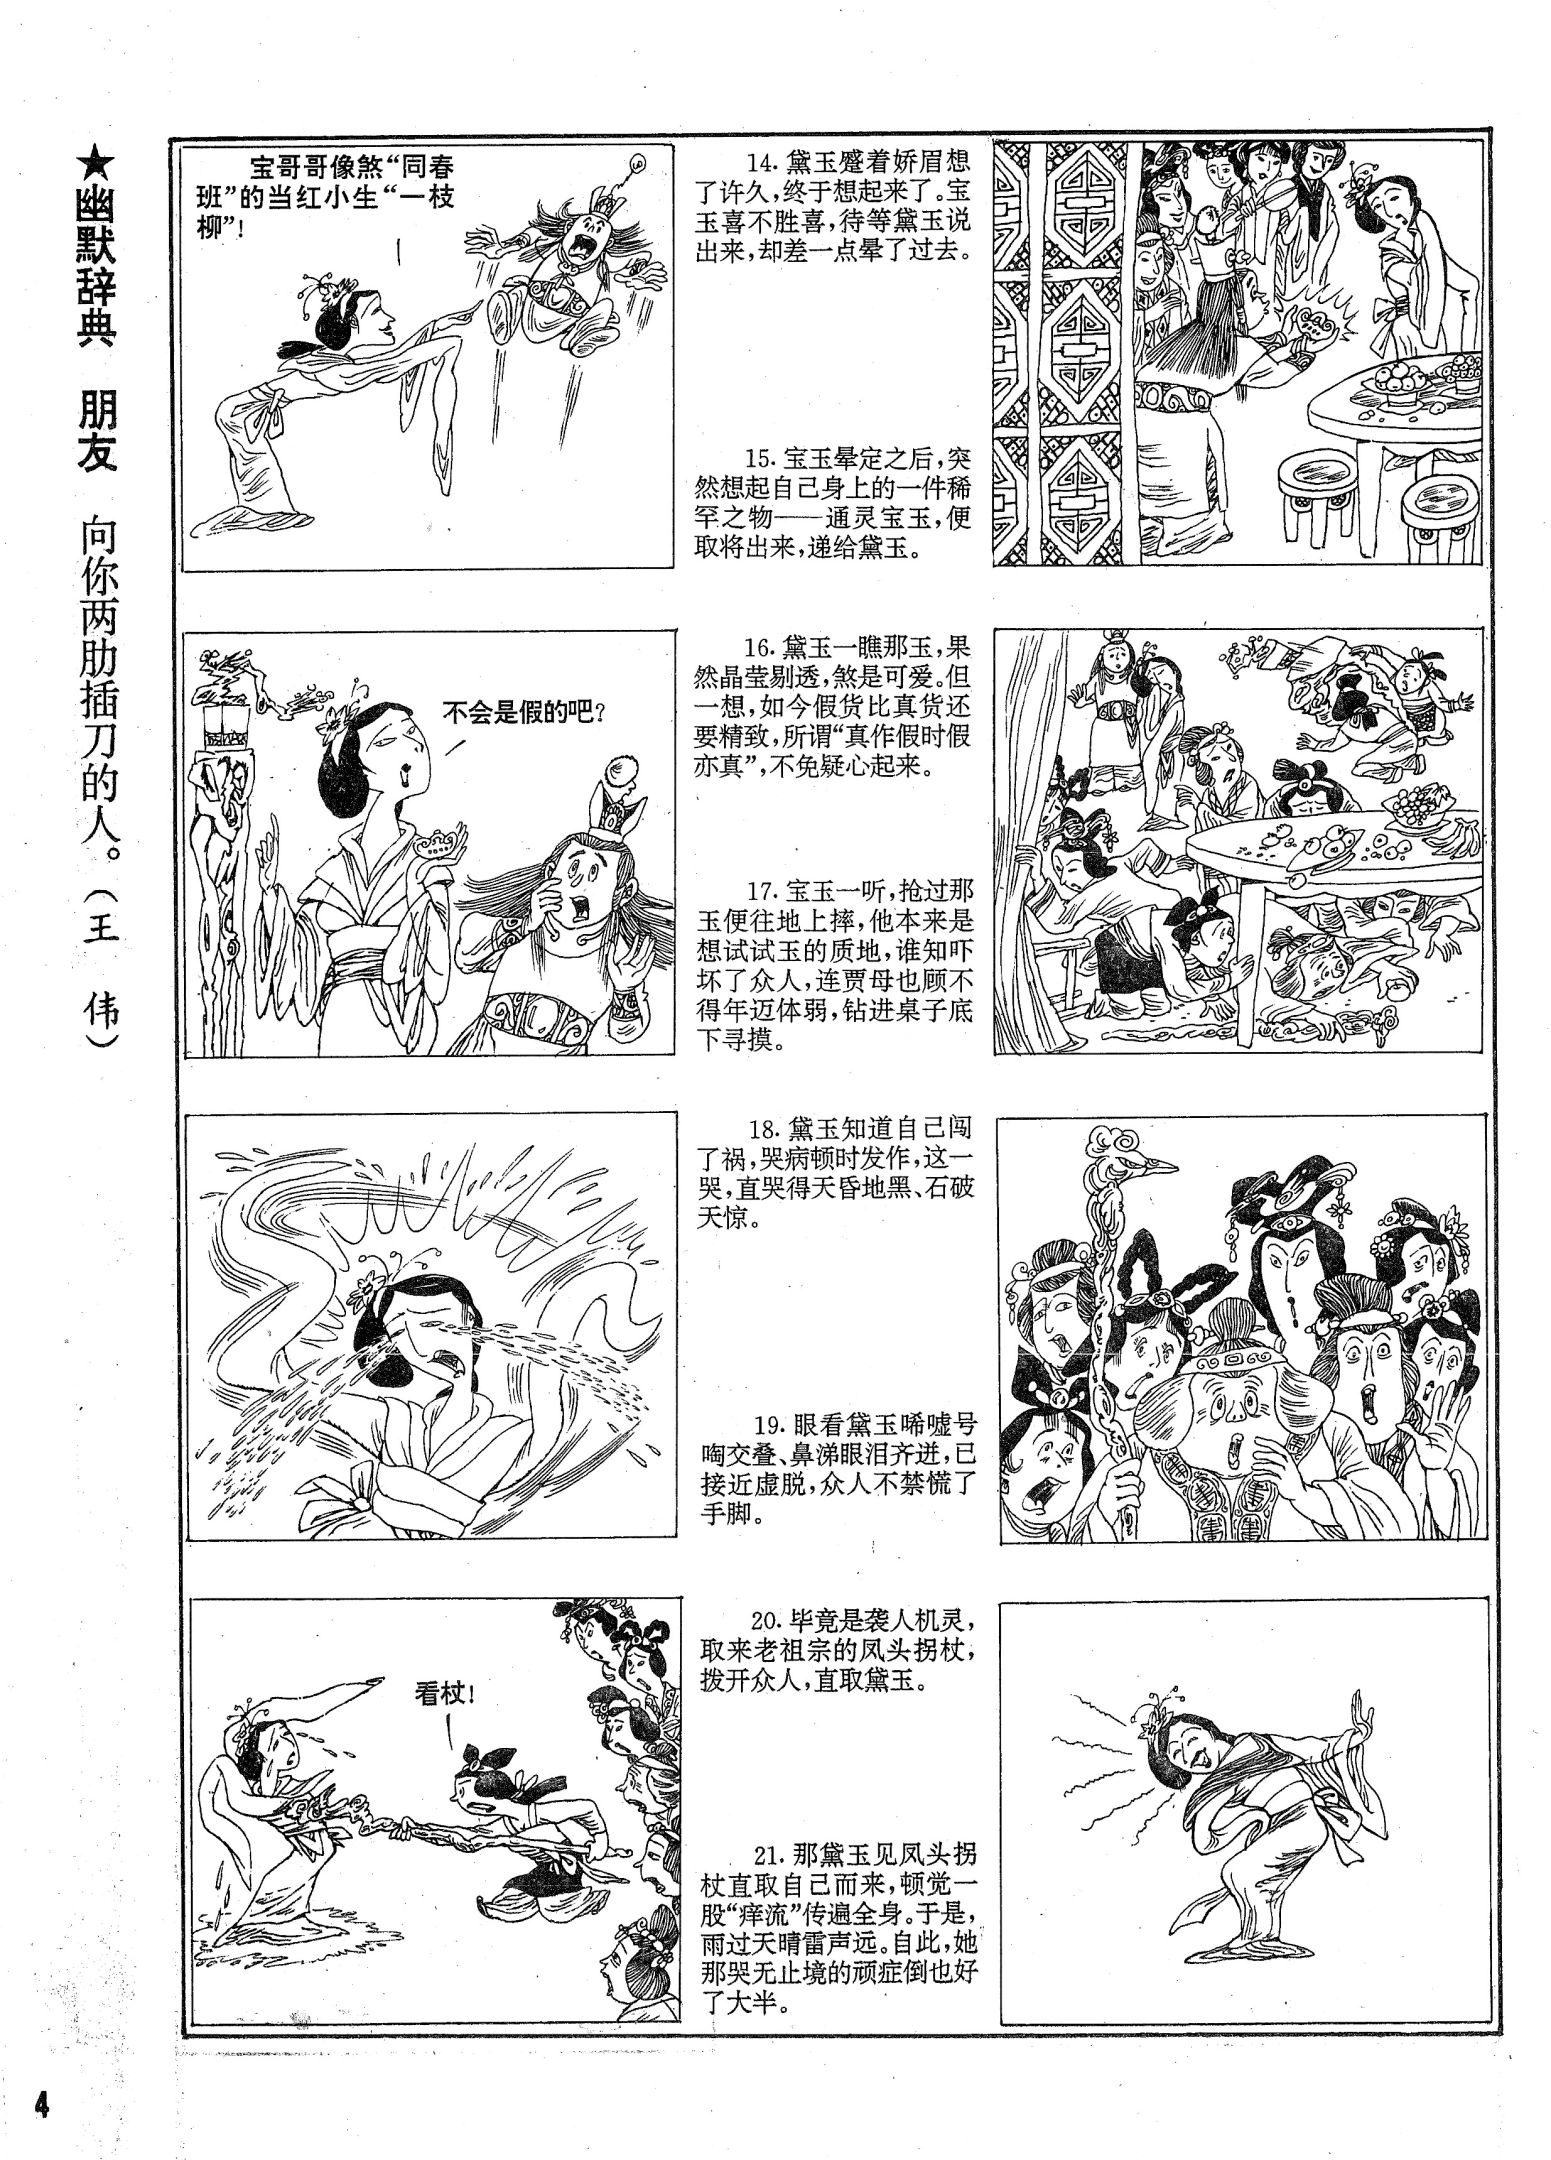 ★幽默辞典　朋友　向你两肋插刀的人。（王　伟）
宝哥哥像煞“同春
班”的当红小生“一枝
柳”！
14. 黛玉蹙着娇眉想
了许久，终于想起来了。宝
玉喜不胜喜，待等黛玉说
出来，却差一点晕了过去。
15. 宝玉晕定之后，突
然想起自己身上的一件稀
罕之物——通灵宝玉，便
取将出来，递给黛玉。
不会是假的吧？
16. 黛玉一瞧那玉，果
然晶莹剔透，煞是可爱。但
一想，如今假货比真货还
要精致，所谓“真作假时假
亦真”，不免疑心起来。
17. 宝玉一听，抢过那
玉便往地上摔，他本来是
想试试玉的质地，谁知吓
坏了众人，连贾母也顾不
得年迈体弱，钻进桌子底
下寻摸。
18. 黛玉知道自己闯
了祸，哭病顿时发作，这一
哭，直哭得天昏地黑、石破
天惊。
19. 眼看黛玉唏嘘号
啕交叠、鼻涕眼泪齐迸，已
接近虚脱，众人不禁慌了
手脚。
看杖！
20. 毕竟是袭人机灵，
取来老祖宗的凤头拐杖，
拨开众人，直取黛玉。
21. 那黛玉见凤头拐
杖直取自己而来，顿觉一
股“痒流”传遍全身。于是，
雨过天晴雷声远。自此，她
那哭无止境的顽症倒也好
了大半。
4